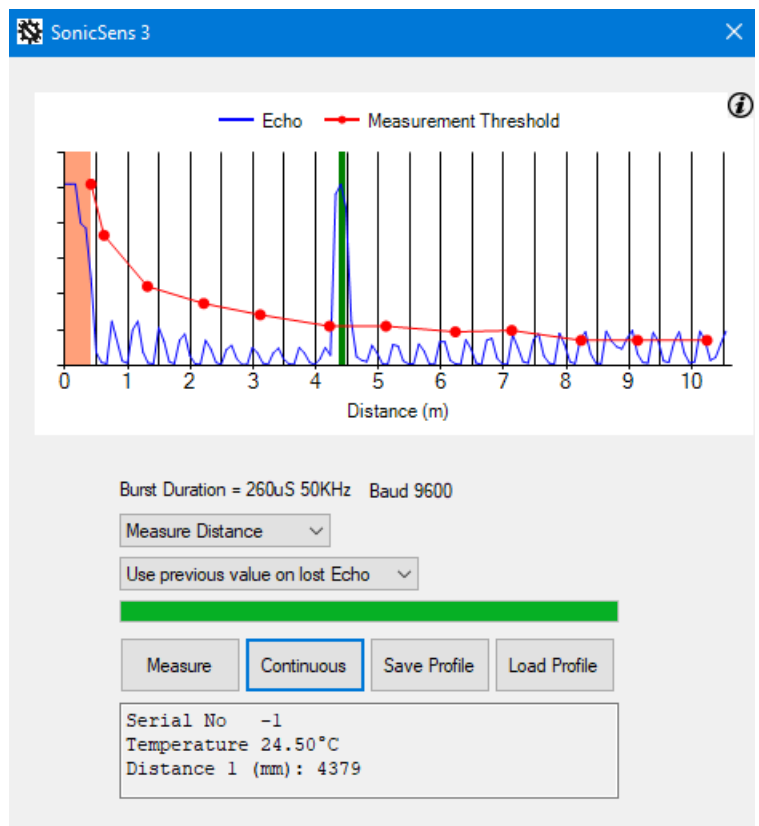 SonicSens 3
Echo Measurement Threshold
0 1 2 3 4 5 6 7 8 9 10
Distance (m)
Burst Duration = 260uS 50KHz Baud 9600
Measure Distance
Use previous value on lost Echo
Measure Continuous Save Profile Load Profile
Serial No -1
Temperature 24.50°C
Distance 1 (mm): 4379